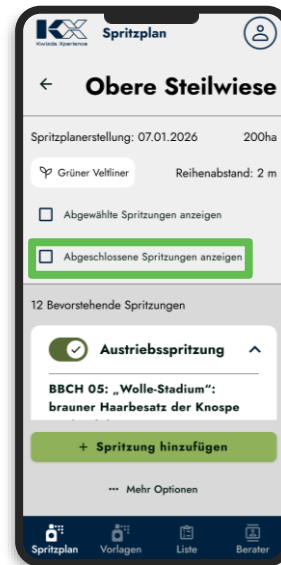 KX
Kwizda Xperience
Spritzplan
Obere Steilwiese
Spritzplanerstellung: 07.01.2026 200ha
Grüner Veltliner Reihenabstand: 2 m
Abgewählte Spritzungen anzeigen
Abgeschlossene Spritzungen anzeigen
12 Bevorstehende Spritzungen
Austriebsspritzung
BBCH 05: „Wolle-Stadium“:
brauner Haarbesatz der Knospe
+ Spritzung hinzufügen
··· Mehr Optionen
Spritzplan Vorlagen Liste Berater